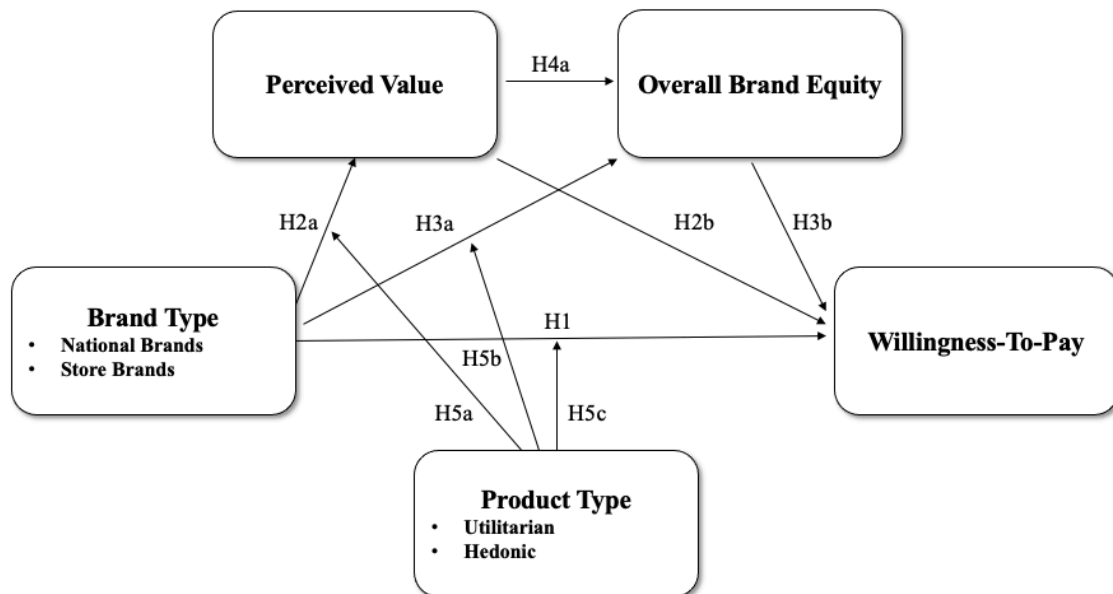 Perceived Value
H4a
Overall Brand Equity
H2a
H3a
H2b
H3b
Brand Type
• National Brands
• Store Brands
H1
Willingness-To-Pay
H5b
H5a
H5c
Product Type
• Utilitarian
• Hedonic